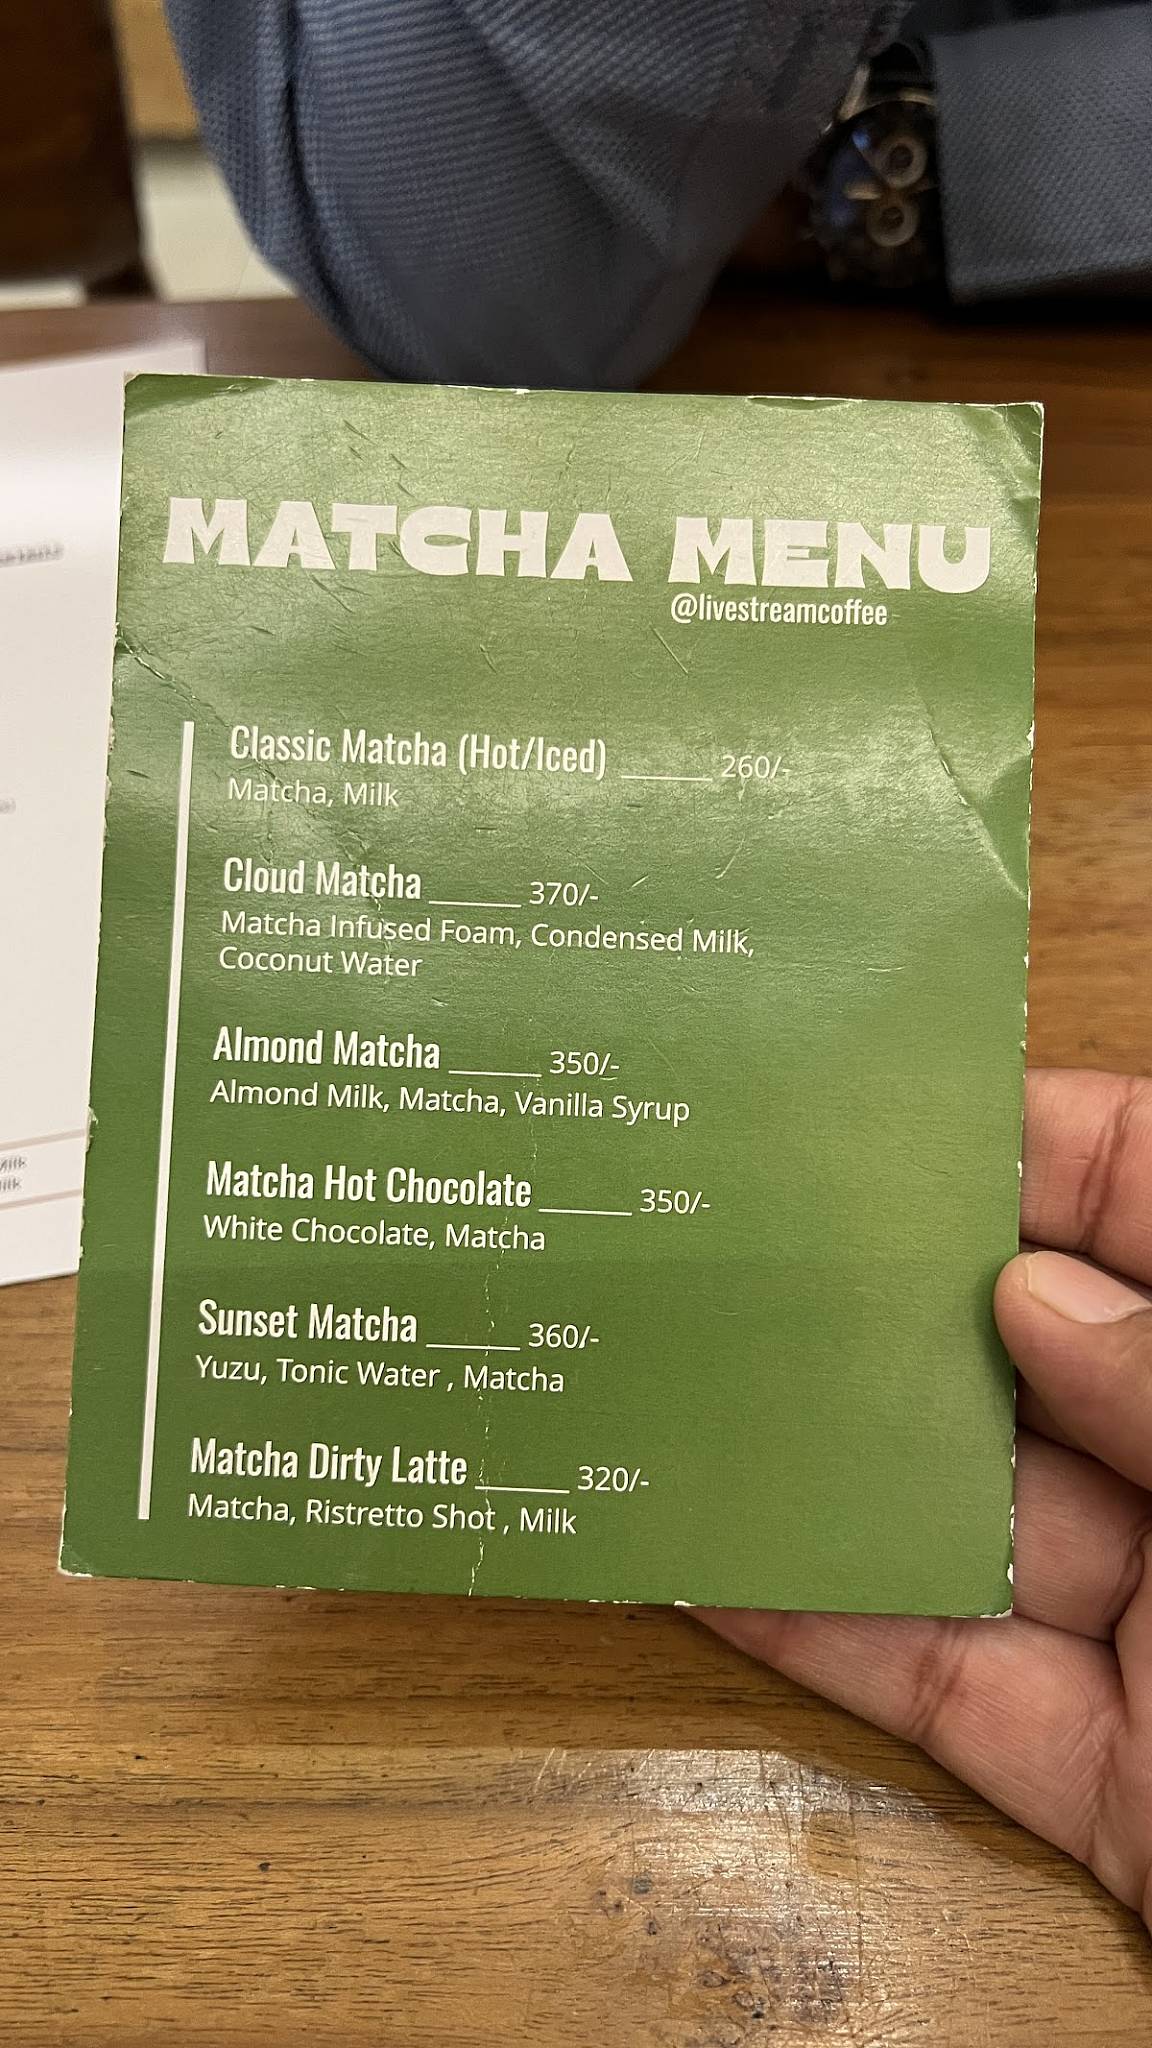 MATCHA MENU
@livestreamcoffee
Classic Matcha (Hot/Iced) ______ 260/-
Matcha, Milk
Cloud Matcha ______ 370/-
Matcha Infused Foam, Condensed Milk,
Coconut Water
Almond Matcha ______ 350/-
Almond Milk, Matcha, Vanilla Syrup
Matcha Hot Chocolate ______ 350/-
White Chocolate, Matcha
Sunset Matcha ______ 360/-
Yuzu, Tonic Water , Matcha
Matcha Dirty Latte ______ 320/-
Matcha, Ristretto Shot , Milk